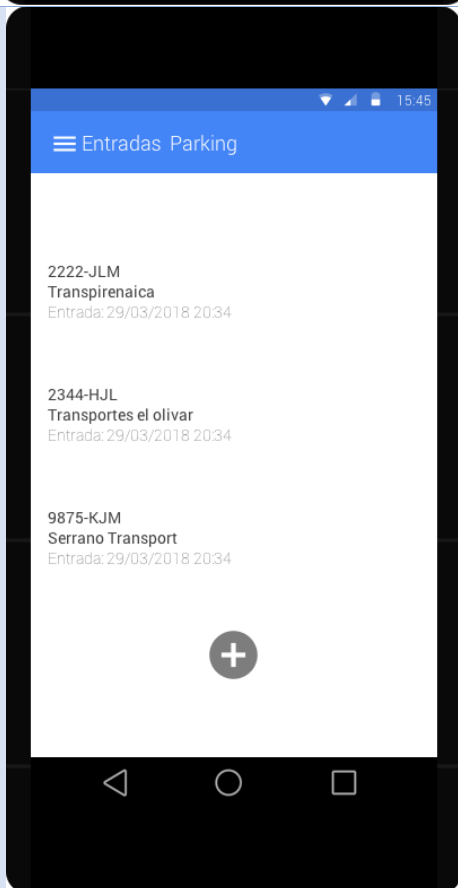 15:45
Entradas Parking
2222-JLM
Transpirenaica
Entrada: 29/03/2018 20:34
2344-HJL
Transportes el olivar
Entrada: 29/03/2018 20:34
9875-KJM
Serrano Transport
Entrada: 29/03/2018 20:34